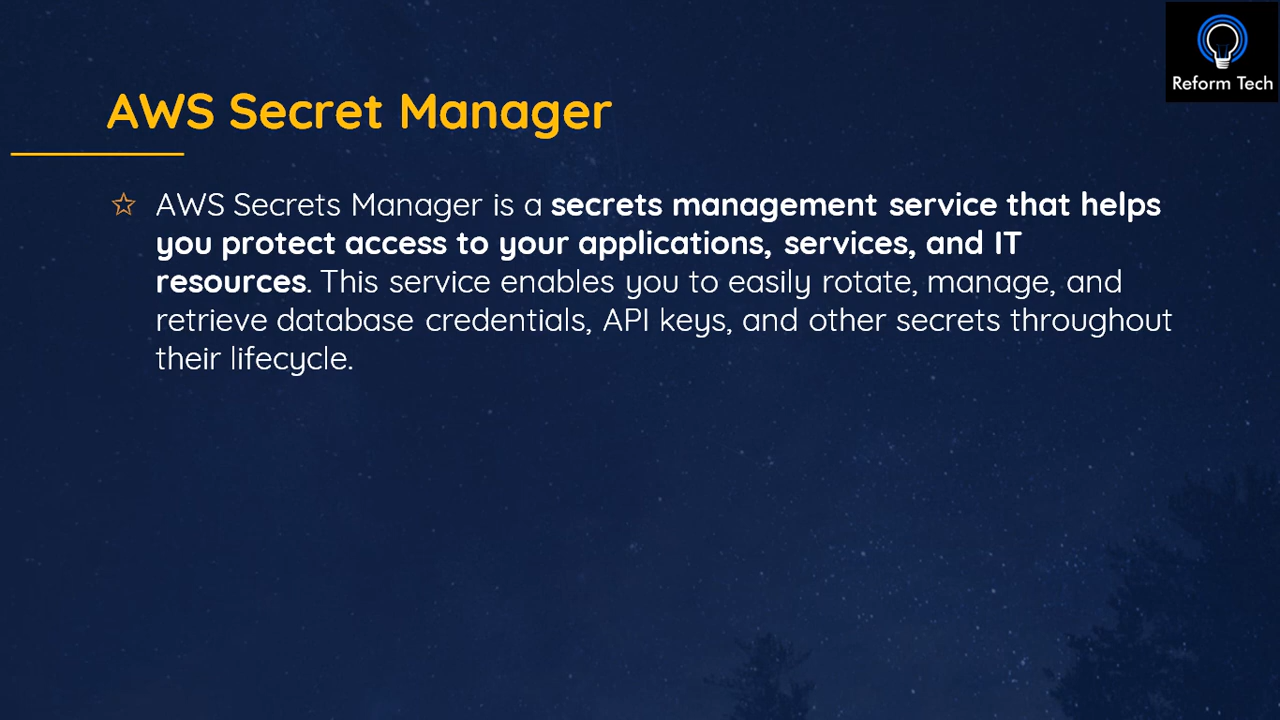 Reform Tech
AWS Secret Manager
AWS Secrets Manager is a secrets management service that helps
you protect access to your applications, services, and IT
resources. This service enables you to easily rotate, manage, and
retrieve database credentials, API keys, and other secrets throughout
their lifecycle.